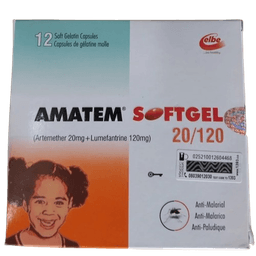 12 Soft Gelatin Capsules
Capsules de gélatine molle
elbe
AMATEM® SOFTGEL
20/120
(Artemether 20mg + Lumefantrine 120mg)
Anti-Malarial
Anti-Malarico
Anti-Paludique